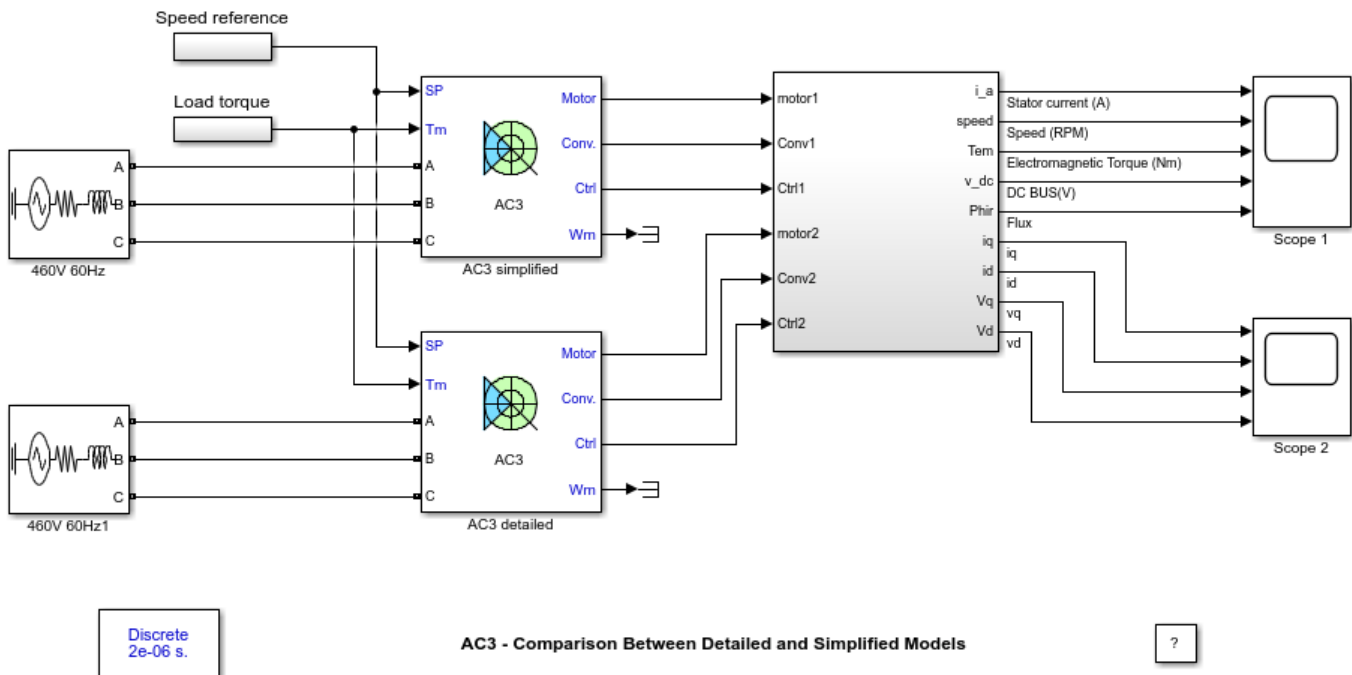 Speed reference
Load torque
A
B
C
460V 60Hz
SP
Tm
A
B
C
Motor
Conv.
Ctrl
Wm
AC3
AC3 simplified
A
B
C
460V 60Hz1
SP
Tm
A
B
C
Motor
Conv.
Ctrl
Wm
AC3
AC3 detailed
motor1
Conv1
Ctrl1
motor2
Conv2
Ctrl2
i_a
speed
Tem
v_dc
Phir
iq
id
Vq
Vd
Stator current (A)
Speed (RPM)
Electromagnetic Torque (Nm)
DC BUS(V)
Flux
iq
id
vq
vd
Scope 1
Scope 2
Discrete
2e-06 s.
AC3 - Comparison Between Detailed and Simplified Models
?